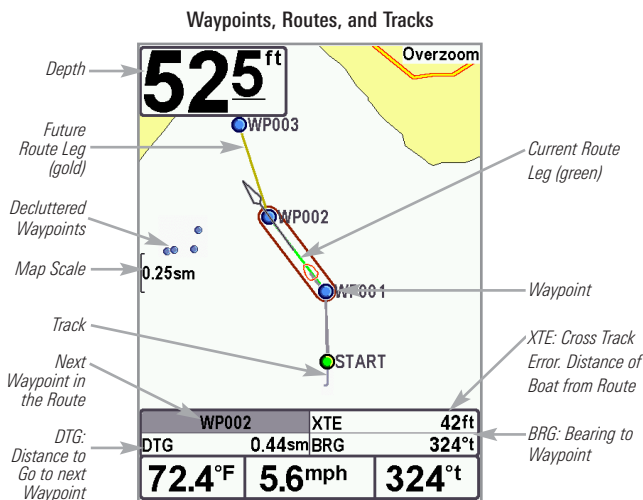 Waypoints, Routes, and Tracks
Depth
525 ft
Overzoom
Future
Route Leg
(gold)
WP003
Current Route
Leg (green)
Decluttered
Waypoints
WP002
Map Scale
0.25sm
WP001
Waypoint
Track
START
XTE: Cross Track
Error. Distance of
Boat from Route
Next
Waypoint in
the Route
WP002
XTE 42ft
DTG 0.44sm
BRG 324°t
BRG: Bearing to
Waypoint
DTG:
Distance to
Go to next
Waypoint
72.4°F
5.6mph
324°t